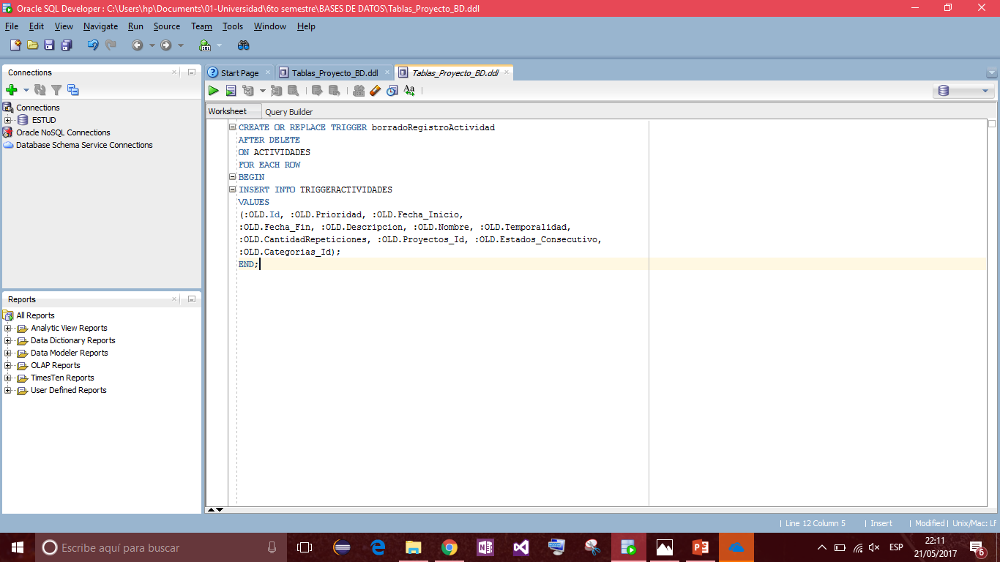 Oracle SQL Developer : C:\Users\hp\Documents\01-Universidad\6to semestre\BASES DE DATOS\Tablas_Proyecto_BD.ddl
File Edit View Navigate Run Source Team Tools Window Help
Connections
Connections
ESTUD
Oracle NoSQL Connections
Database Schema Service Connections
Reports
All Reports
Analytic View Reports
Data Dictionary Reports
Data Modeler Reports
OLAP Reports
TimesTen Reports
User Defined Reports
Start Page Tablas_Proyecto_BD.ddl Tablas_Proyecto_BD.ddl
Worksheet Query Builder
CREATE OR REPLACE TRIGGER borradoRegistroActividad
AFTER DELETE
ON ACTIVIDADES
FOR EACH ROW
BEGIN
INSERT INTO TRIGGERACTIVIDADES
VALUES
(:OLD.Id, :OLD.Prioridad, :OLD.Fecha_Inicio,
:OLD.Fecha_Fin, :OLD.Descripcion, :OLD.Nombre, :OLD.Temporalidad,
:OLD.CantidadRepeticiones, :OLD.Proyectos_Id, :OLD.Estados_Consecutivo,
:OLD.Categorias_Id);
END;
Line 12 Column 5 Insert Modified Unix/Mac: LF
Escribe aquí para buscar
ESP
22:11
21/05/2017
6